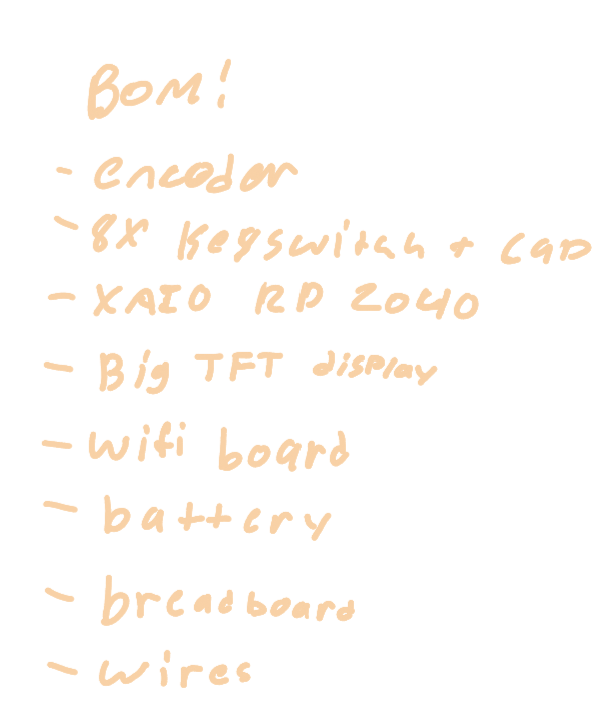 BOM!
- encoder
- 8X Keyswitch + Cap
- XAIO RP 2040
- Big TFT display
- wifi board
- battery
- breadboard
- wires